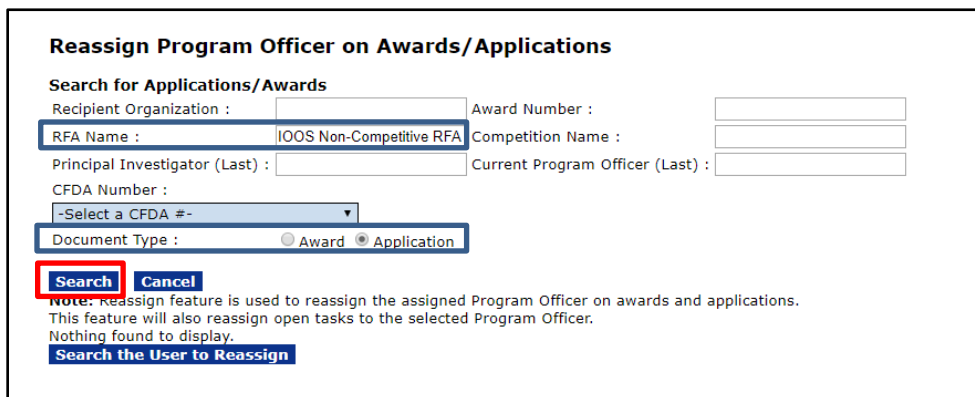 Reassign Program Officer on Awards/Applications
Search for Applications/Awards
Recipient Organization : Award Number :
RFA Name : IOOS Non-Competitive RFA Competition Name :
Principal Investigator (Last) : Current Program Officer (Last) :
CFDA Number :
-Select a CFDA #-
Document Type : Award Application
Search Cancel
Note: Reassign feature is used to reassign the assigned Program Officer on awards and applications.
This feature will also reassign open tasks to the selected Program Officer.
Nothing found to display.
Search the User to Reassign